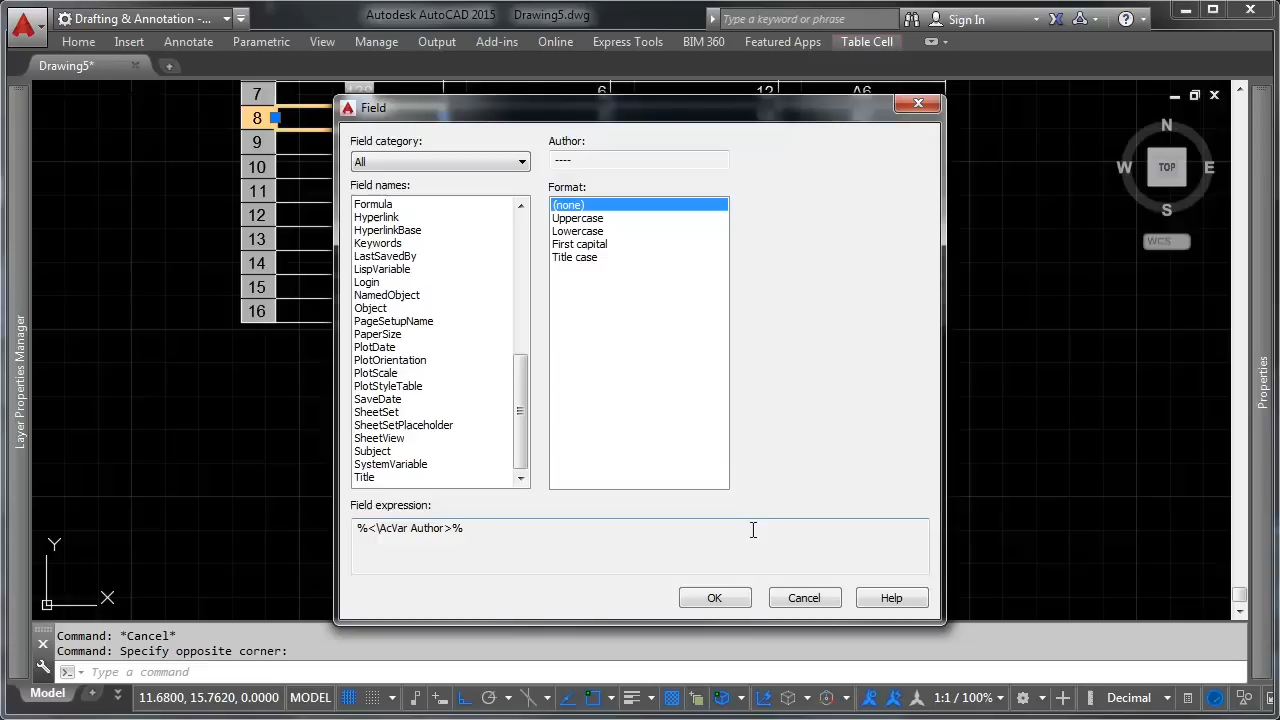 Drafting & Annotation -... Autodesk AutoCAD 2015 Drawing5.dwg Type a keyword or phrase Sign In
Home Insert Annotate Parametric View Manage Output Add-ins Online Express Tools BIM 360 Featured Apps Table Cell
Drawing5*
7 6 12 A6
Field
8
9
10
11
12
13
14
15
16
Field category:
All
Field names:
Formula
Hyperlink
HyperlinkBase
Keywords
LastSavedBy
LispVariable
Login
NamedObject
Object
PageSetupName
PaperSize
PlotDate
PlotOrientation
PlotScale
PlotStyleTable
SaveDate
SheetSet
SheetSetPlaceholder
SheetView
Subject
SystemVariable
Title
Author:
----
Format:
(none)
Uppercase
Lowercase
First capital
Title case
Field expression:
%<\AcVar Author>%
OK Cancel Help
N
W TOP E
S
WCS
Layer Properties Manager
Properties
Y
X
Command: *Cancel*
Command: Specify opposite corner:
Type a command
Model 11.6800, 15.7620, 0.0000 MODEL 1:1 / 100% Decimal